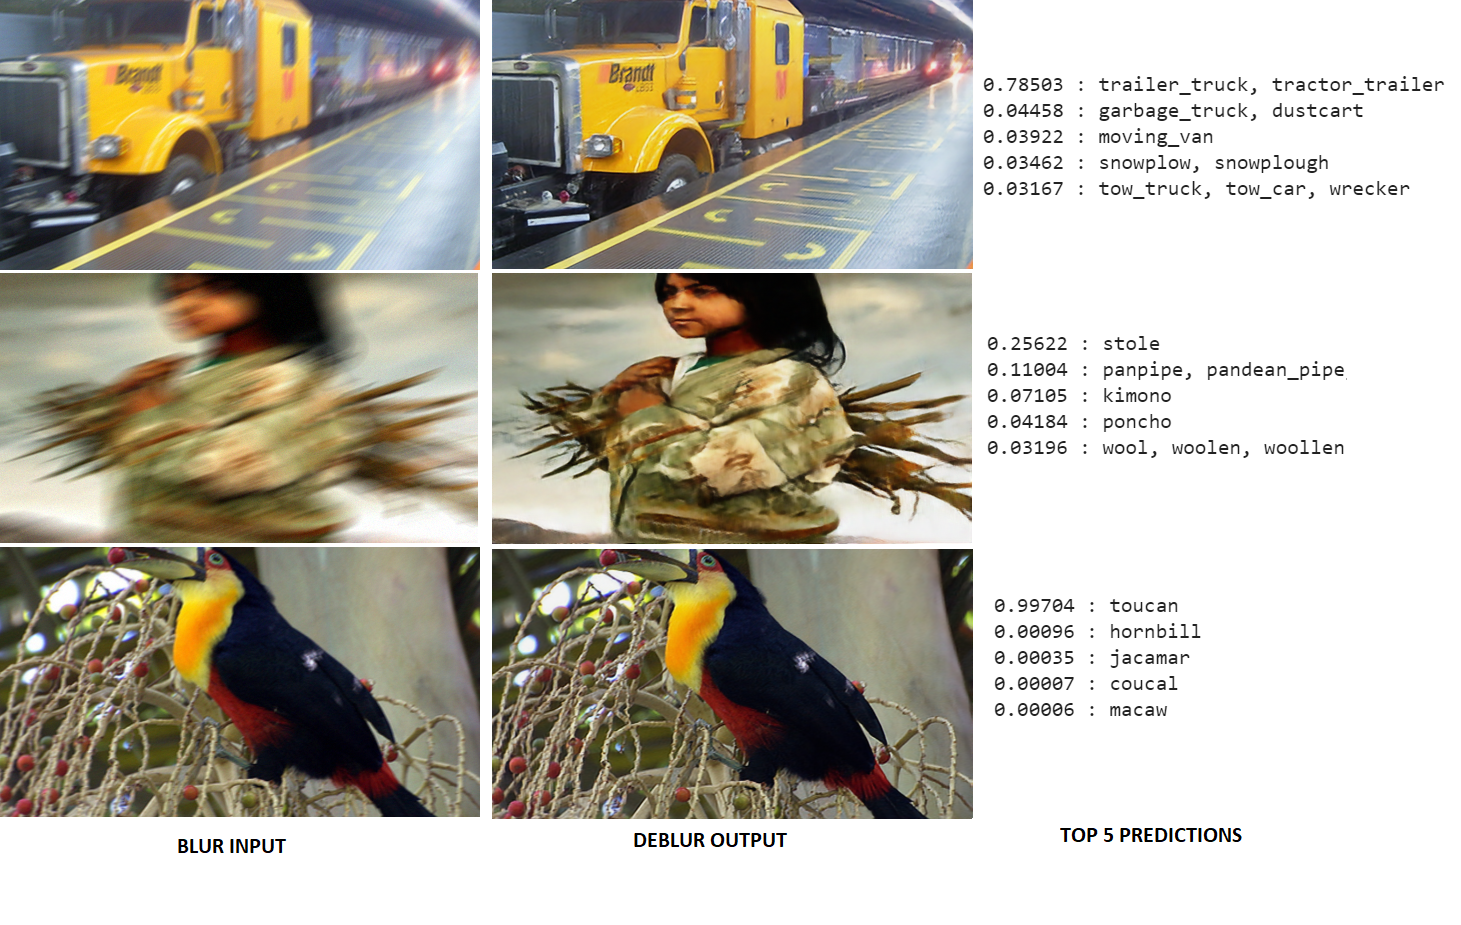 Brandt
Brandt
0.78503 : trailer_truck, tractor_trailer
0.04458 : garbage_truck, dustcart
0.03922 : moving_van
0.03462 : snowplow, snowplough
0.03167 : tow_truck, tow_car, wrecker
0.25622 : stole
0.11004 : panpipe, pandean_pipe,
0.07105 : kimono
0.04184 : poncho
0.03196 : wool, woolen, woollen
0.99704 : toucan
0.00096 : hornbill
0.00035 : jacamar
0.00007 : coucal
0.00006 : macaw
BLUR INPUT
DEBLUR OUTPUT
TOP 5 PREDICTIONS